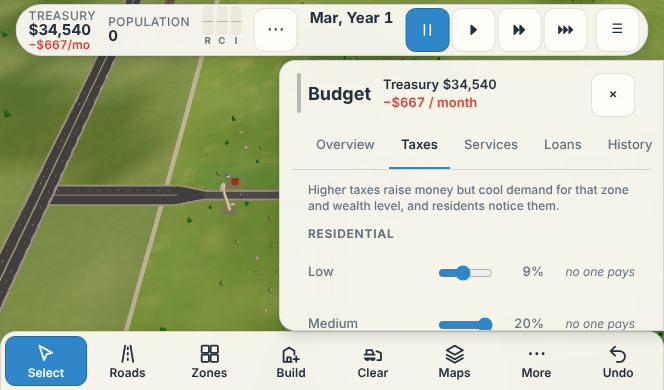 TREASURY
$34,540
−$667/mo
POPULATION
0
R C I
...
Mar, Year 1
Budget
Treasury $34,540
−$667 / month
×
Overview Taxes Services Loans History
Higher taxes raise money but cool demand for that zone
and wealth level, and residents notice them.
RESIDENTIAL
Low 9% no one pays
Medium 20% no one pays
Select Roads Zones Build Clear Maps More Undo